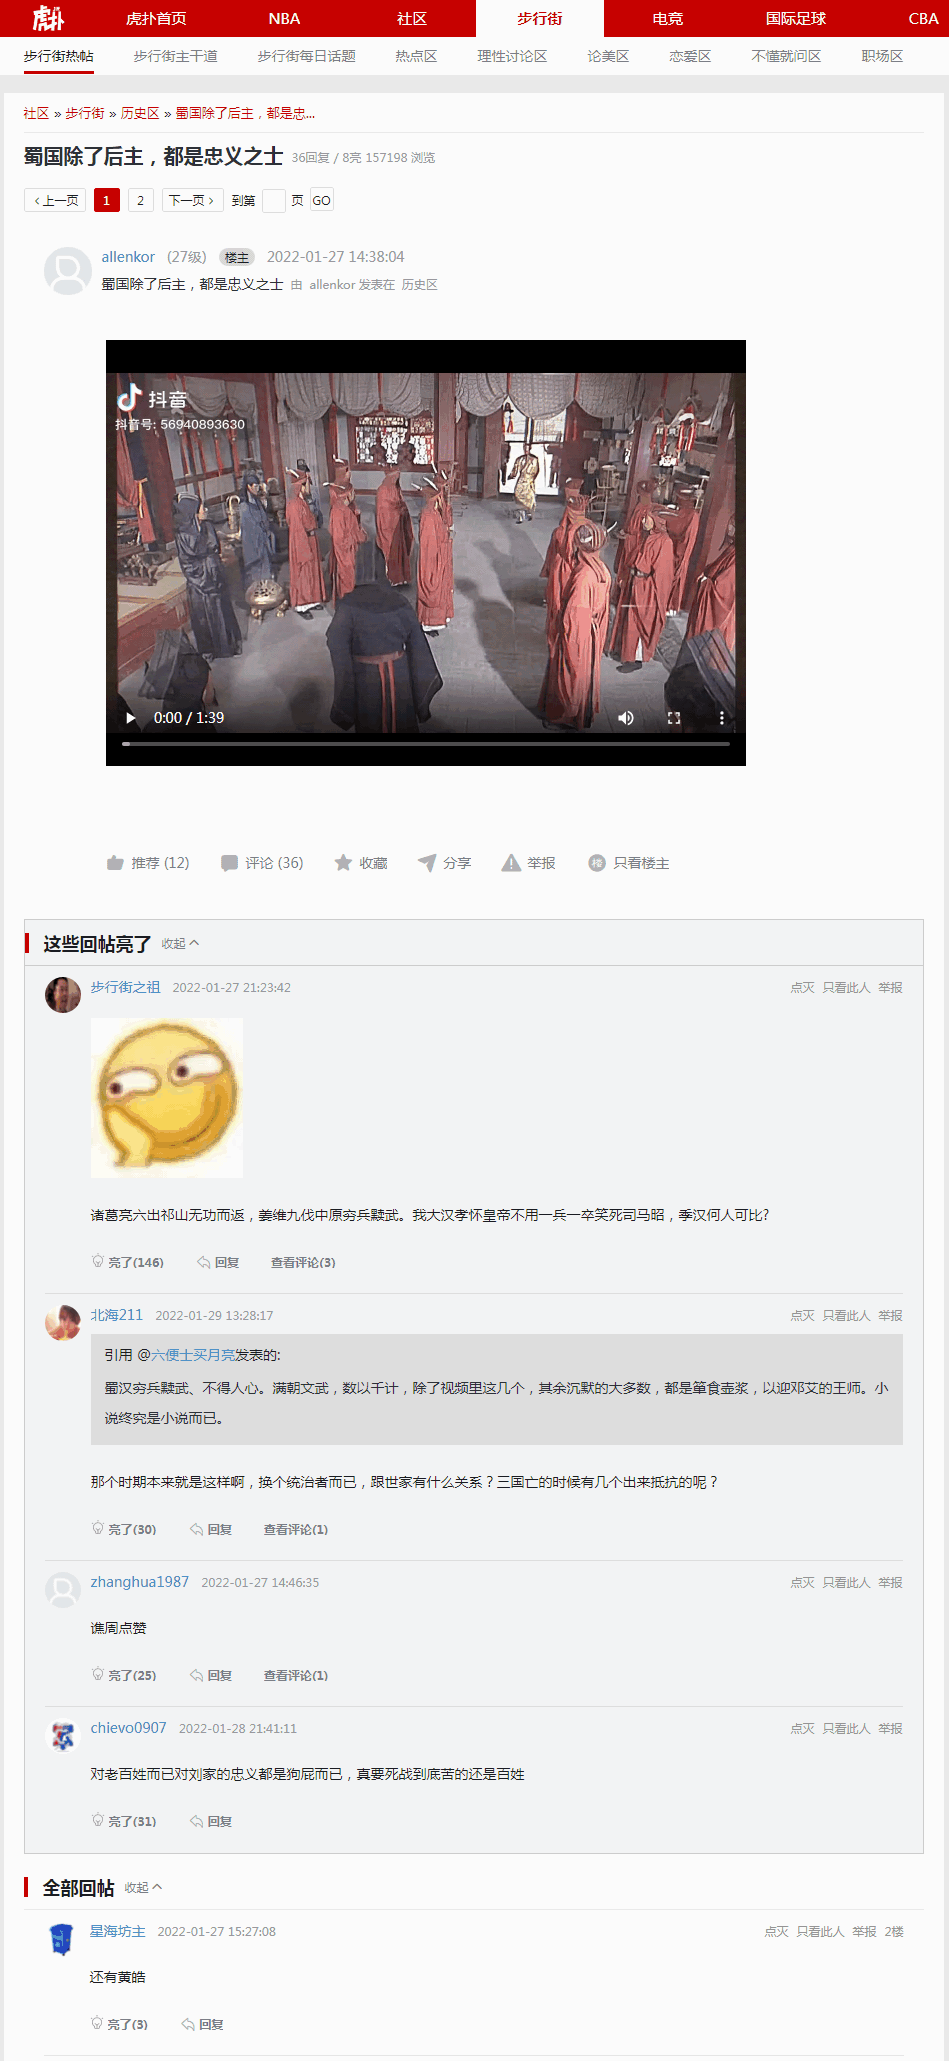 虎扑
虎扑首页 NBA 社区 步行街 电竞 国际足球 CBA
步行街热帖 步行街主干道 步行街每日话题 热点区 理性讨论区 论美区 恋爱区 不懂就问区 职场区
社区 » 步行街 » 历史区 » 蜀国除了后主，都是忠...
蜀国除了后主，都是忠义之士 36回复 / 8亮 157198 浏览
‹ 上一页 1 2 下一页 › 到第 页 GO
allenkor (27级) 楼主 2022-01-27 14:38:04
蜀国除了后主，都是忠义之士 由 allenkor 发表在 历史区
抖音
抖音号: 56940893630
0:00 / 1:39
推荐 (12) 评论 (36) 收藏 分享 举报 楼 只看楼主
这些回帖亮了 收起
步行街之祖 2022-01-27 21:23:42 点灭 只看此人 举报
诸葛亮六出祁山无功而返，姜维九伐中原穷兵黩武。我大汉孝怀皇帝不用一兵一卒笑死司马昭，季汉何人可比?
亮了(146) 回复 查看评论(3)
北海211 2022-01-29 13:28:17 点灭 只看此人 举报
引用 @六便士买月亮发表的:
蜀汉穷兵黩武、不得人心。满朝文武，数以千计，除了视频里这几个，其余沉默的大多数，都是箪食壶浆，以迎邓艾的王师。小
说终究是小说而已。
那个时期本来就是这样啊，换个统治者而已，跟世家有什么关系？三国亡的时候有几个出来抵抗的呢？
亮了(30) 回复 查看评论(1)
zhanghua1987 2022-01-27 14:46:35 点灭 只看此人 举报
谯周点赞
亮了(25) 回复 查看评论(1)
chievo0907 2022-01-28 21:41:11 点灭 只看此人 举报
对老百姓而已对刘家的忠义都是狗屁而已，真要死战到底苦的还是百姓
亮了(31) 回复
全部回帖 收起
星海坊主 2022-01-27 15:27:08 点灭 只看此人 举报 2楼
还有黄皓
亮了(3) 回复